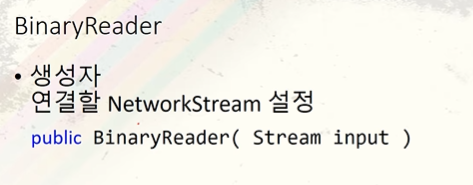 BinaryReader
• 생성자
연결할 NetworkStream 설정
public BinaryReader( Stream input )